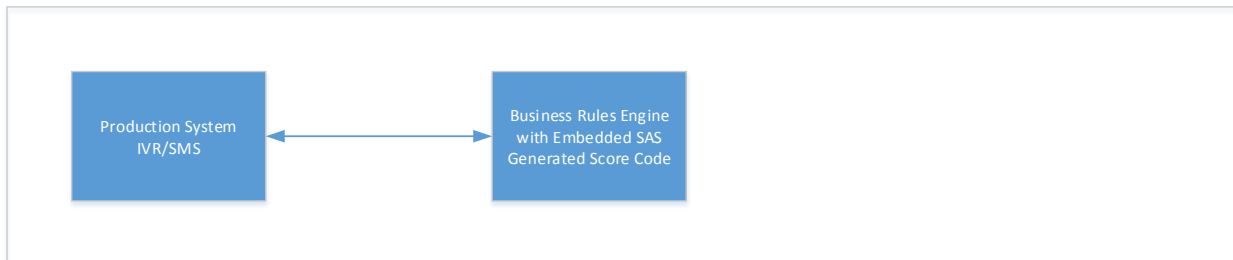 Production System
IVR/SMS
Business Rules Engine
with Embedded SAS
Generated Score Code